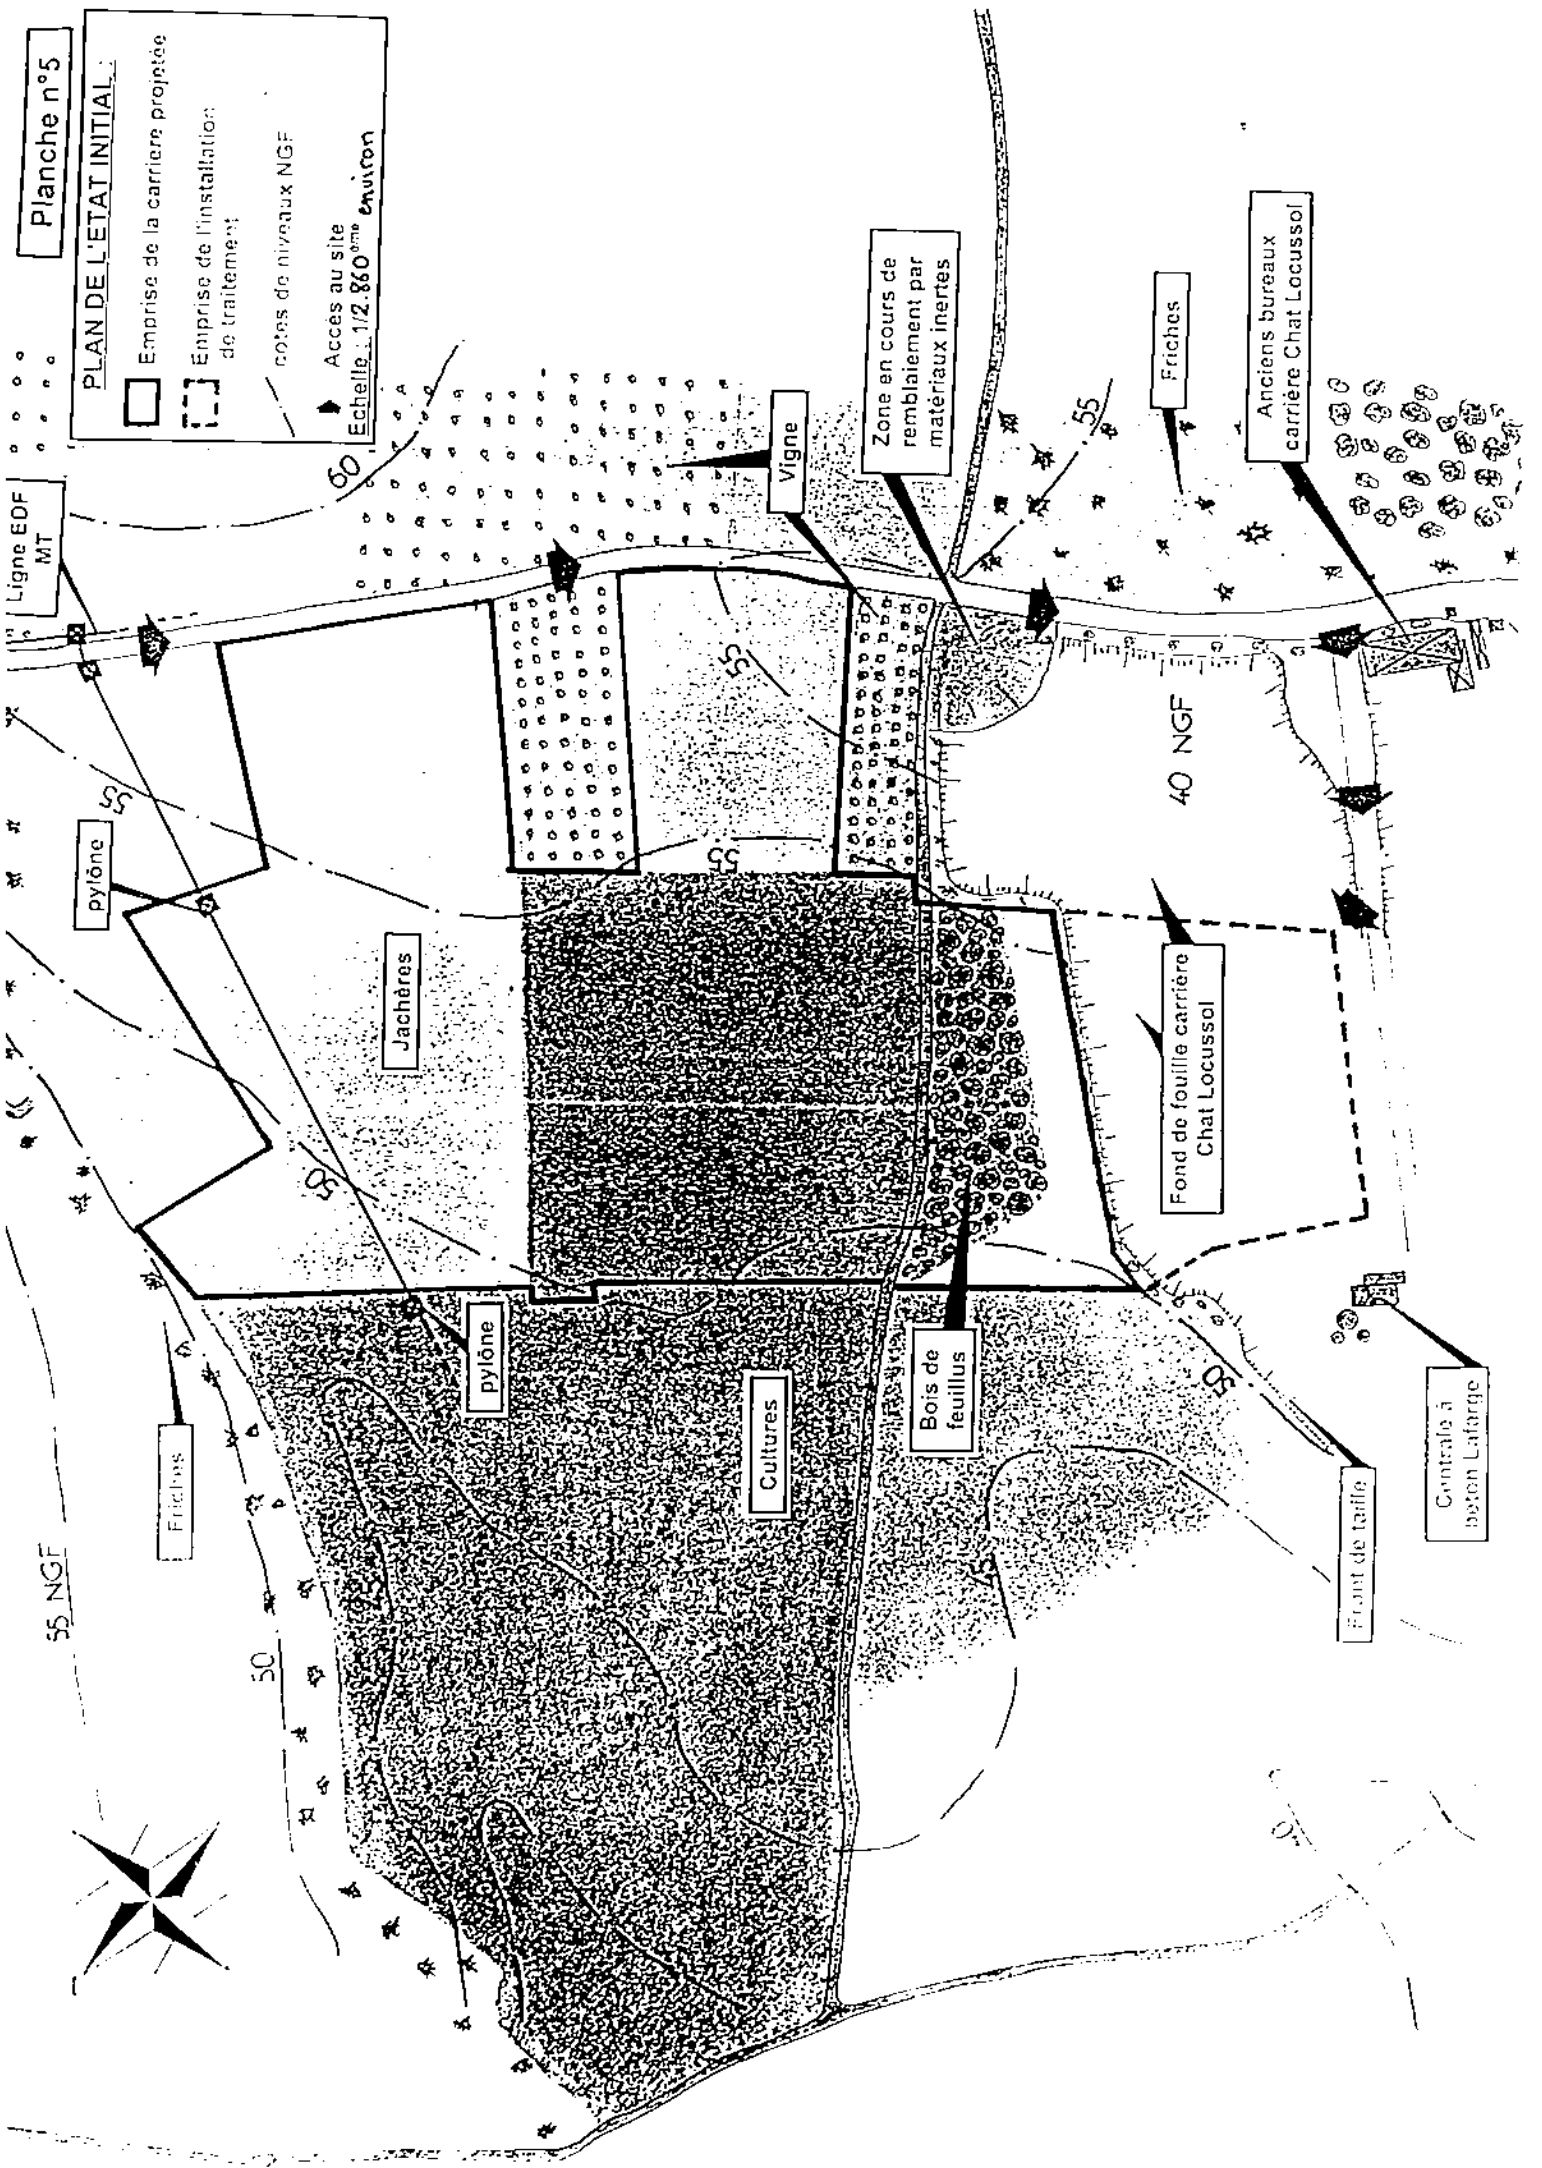 Planche n°5
PLAN DE L'ETAT INITIAL :
Emprise de la carrière projetée
Emprise de l'installation
de traitement
cotes de niveaux NGF
Accès au site
Echelle : 1/2.860ème environ
Ligne EDF
MT
60
55
pylône
Jachères
50
pylône
Friches
55 NGF
50
Cultures
Bois de
feuillus
Vigne
55
55
Zone en cours de
remblaiement par
matériaux inertes
55
Friches
Anciens bureaux
carrière Chat Locussol
40 NGF
Fond de fouille carrière
Chat Locussol
50
Front de taille
Centrale à
béton Lafarge